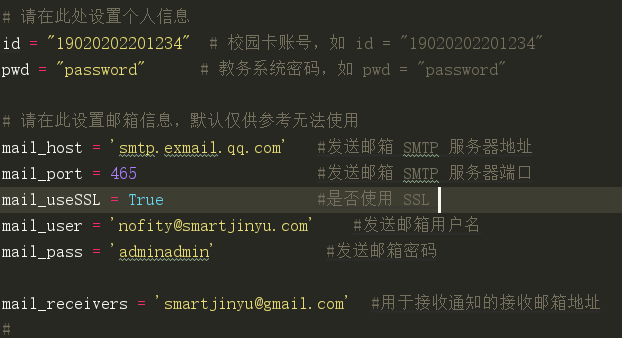 # 请在此处设置个人信息
id = "19020202201234"  # 校园卡账号，如 id = "19020202201234"
pwd = "password"      # 教务系统密码，如 pwd = "password"
# 请在此设置邮箱信息，默认仅供参考无法使用
mail_host = 'smtp.exmail.qq.com'   #发送邮箱 SMTP 服务器地址
mail_port = 465                    #发送邮箱 SMTP 服务器端口
mail_useSSL = True                 #是否使用 SSL
mail_user = 'nofity@smartjinyu.com'    #发送邮箱用户名
mail_pass = 'adminadmin'            #发送邮箱密码
mail_receivers = 'smartjinyu@gmail.com'  #用于接收通知的接收邮箱地址
#